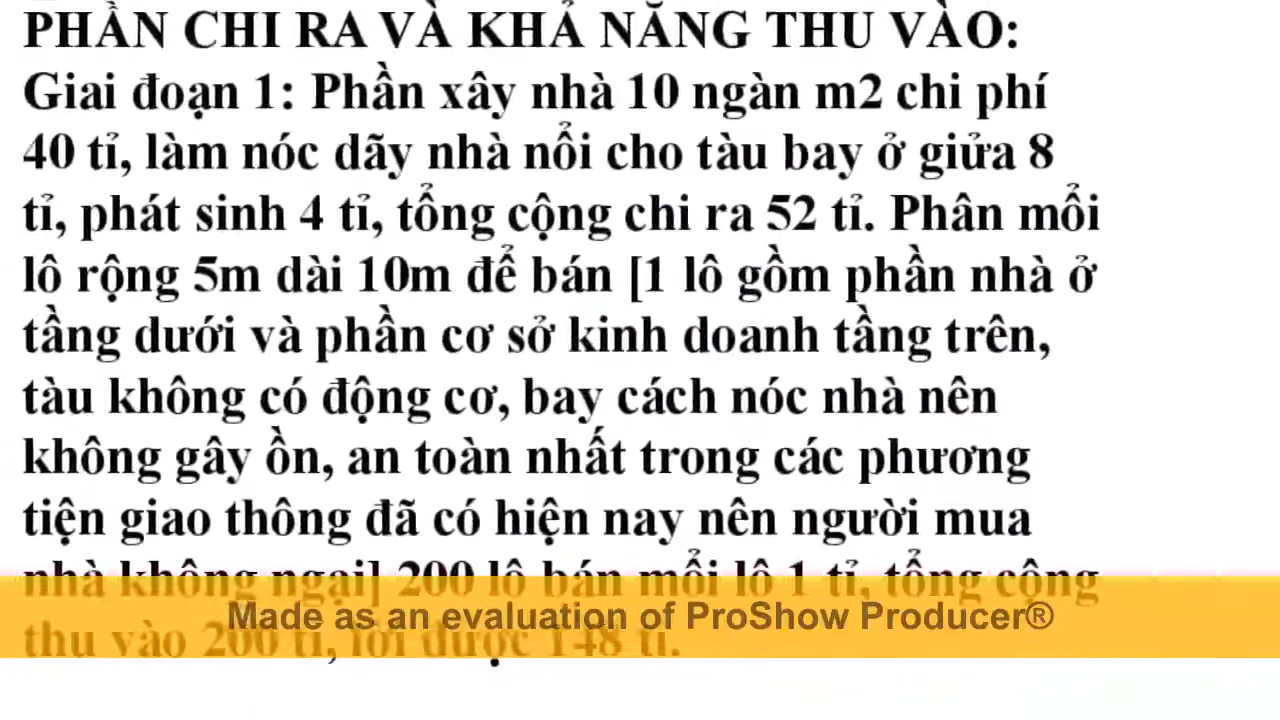 PHẦN CHI RA VÀ KHẢ NĂNG THU VÀO:
Giai đoạn 1: Phần xây nhà 10 ngàn m2 chi phí
40 tỉ, làm nóc dãy nhà nổi cho tàu bay ở giửa 8
tỉ, phát sinh 4 tỉ, tổng cộng chi ra 52 tỉ. Phân mổi
lô rộng 5m dài 10m để bán [1 lô gồm phần nhà ở
tầng dưới và phần cơ sở kinh doanh tầng trên,
tàu không có động cơ, bay cách nóc nhà nên
không gây ồn, an toàn nhất trong các phương
tiện giao thông đã có hiện nay nên người mua
nhà không ngại] 200 lô bán mổi lô 1 tỉ, tổng cộng
thu vào 200 tỉ, lời được 148 tỉ.
Made as an evaluation of ProShow Producer®